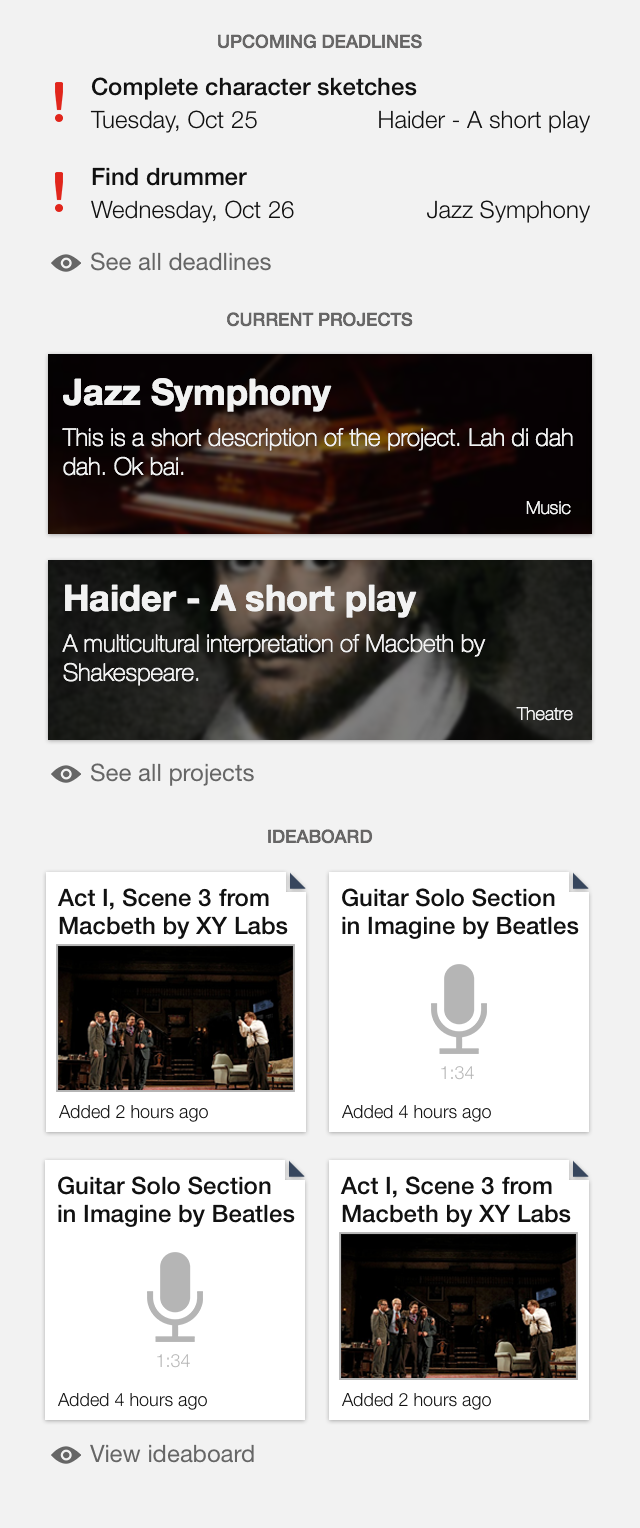 UPCOMING DEADLINES
Complete character sketches
Tuesday, Oct 25 Haider - A short play
Find drummer
Wednesday, Oct 26 Jazz Symphony
See all deadlines
CURRENT PROJECTS
Jazz Symphony
This is a short description of the project. Lah di dah
dah. Ok bai.
Music
Haider - A short play
A multicultural interpretation of Macbeth by
Shakespeare.
Theatre
See all projects
IDEABOARD
Act I, Scene 3 from
Macbeth by XY Labs
Added 2 hours ago
Guitar Solo Section
in Imagine by Beatles
1:34
Added 4 hours ago
Guitar Solo Section
in Imagine by Beatles
1:34
Added 4 hours ago
Act I, Scene 3 from
Macbeth by XY Labs
Added 2 hours ago
View ideaboard